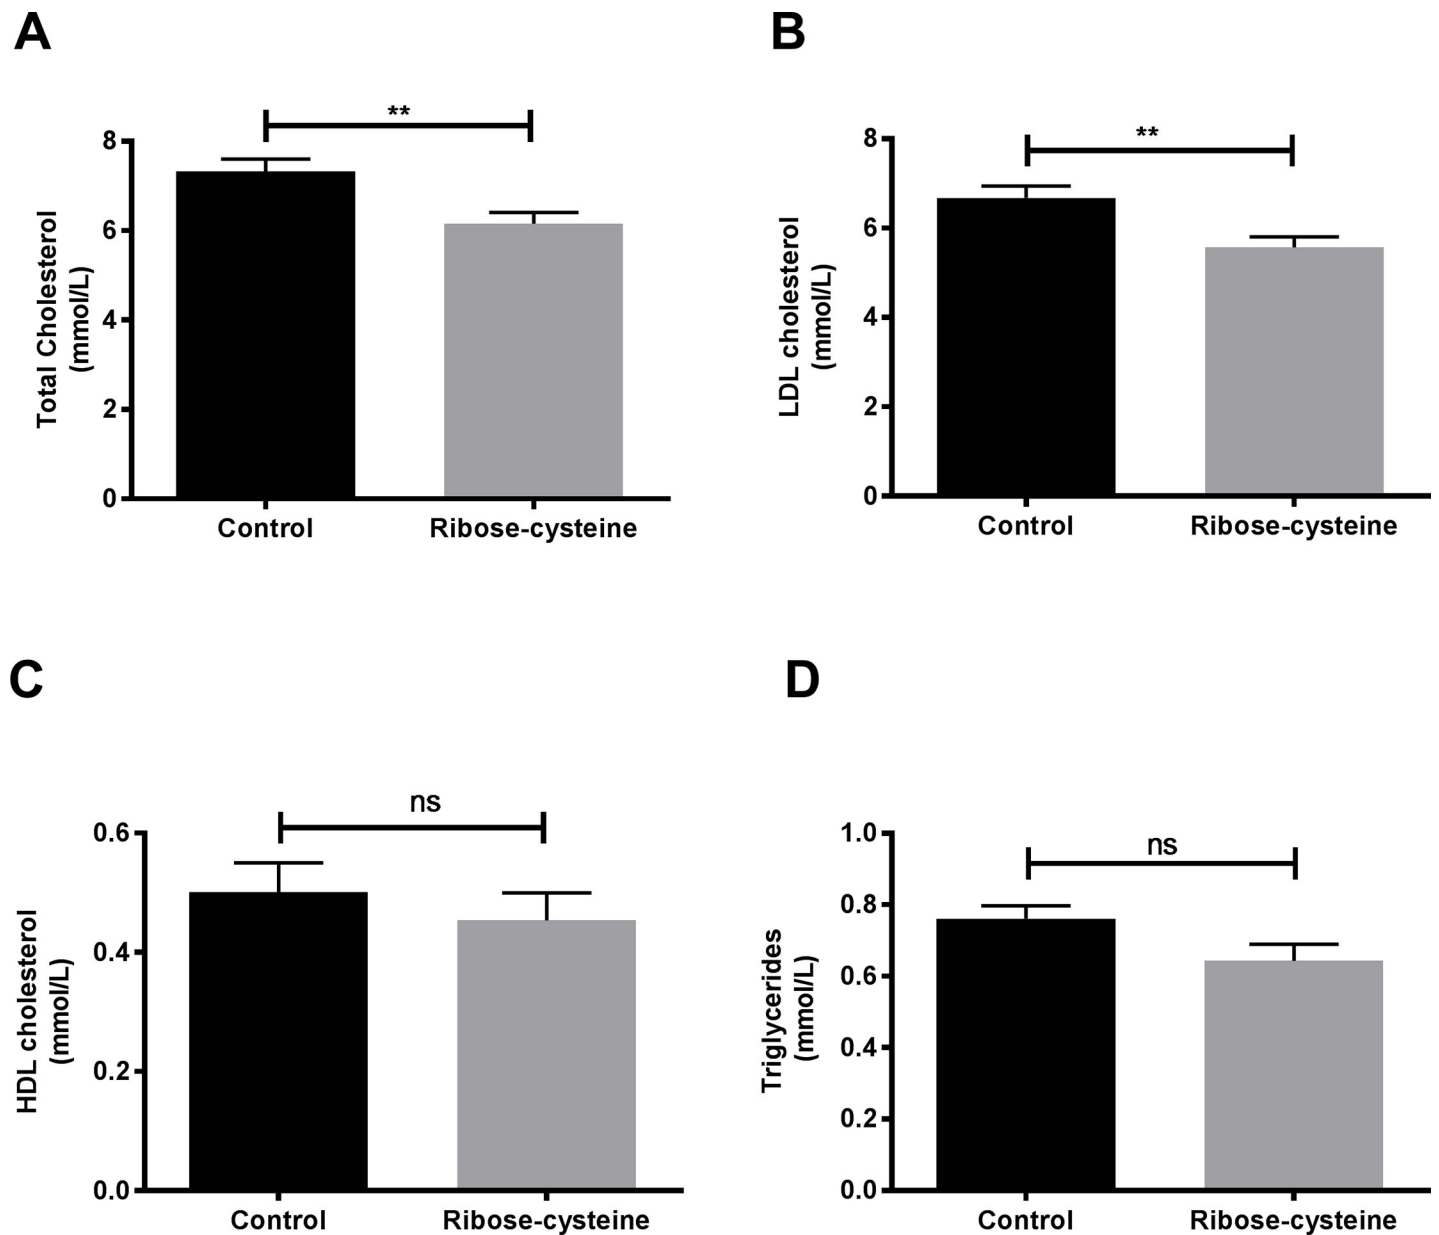 A
**
Total Cholesterol
(mmol/L)
8
6
4
2
0
Control
Ribose-cysteine
B
**
LDL cholesterol
(mmol/L)
8
6
4
2
0
Control
Ribose-cysteine
C
ns
HDL cholesterol
(mmol/L)
0.6
0.4
0.2
0.0
Control
Ribose-cysteine
D
ns
Triglycerides
(mmol/L)
1.0
0.8
0.6
0.4
0.2
0.0
Control
Ribose-cysteine